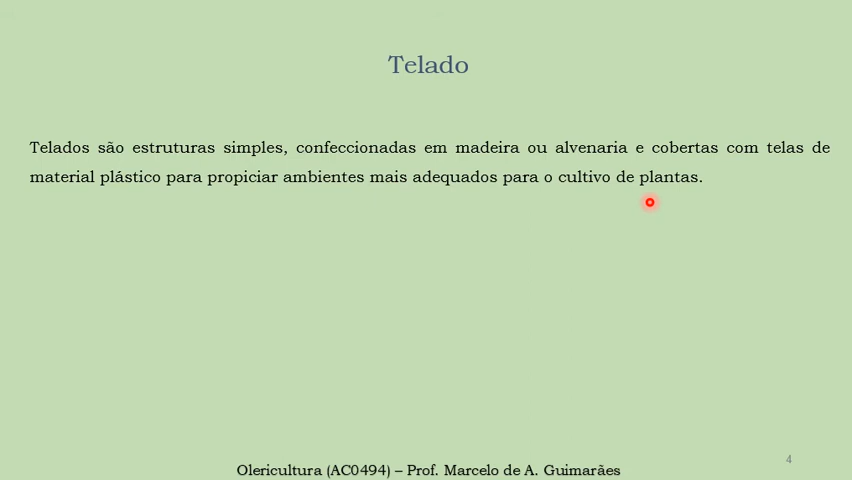 Telado
Telados são estruturas simples, confeccionadas em madeira ou alvenaria e cobertas com telas de
material plástico para propiciar ambientes mais adequados para o cultivo de plantas.
4
Olericultura (AC0494) – Prof. Marcelo de A. Guimarães